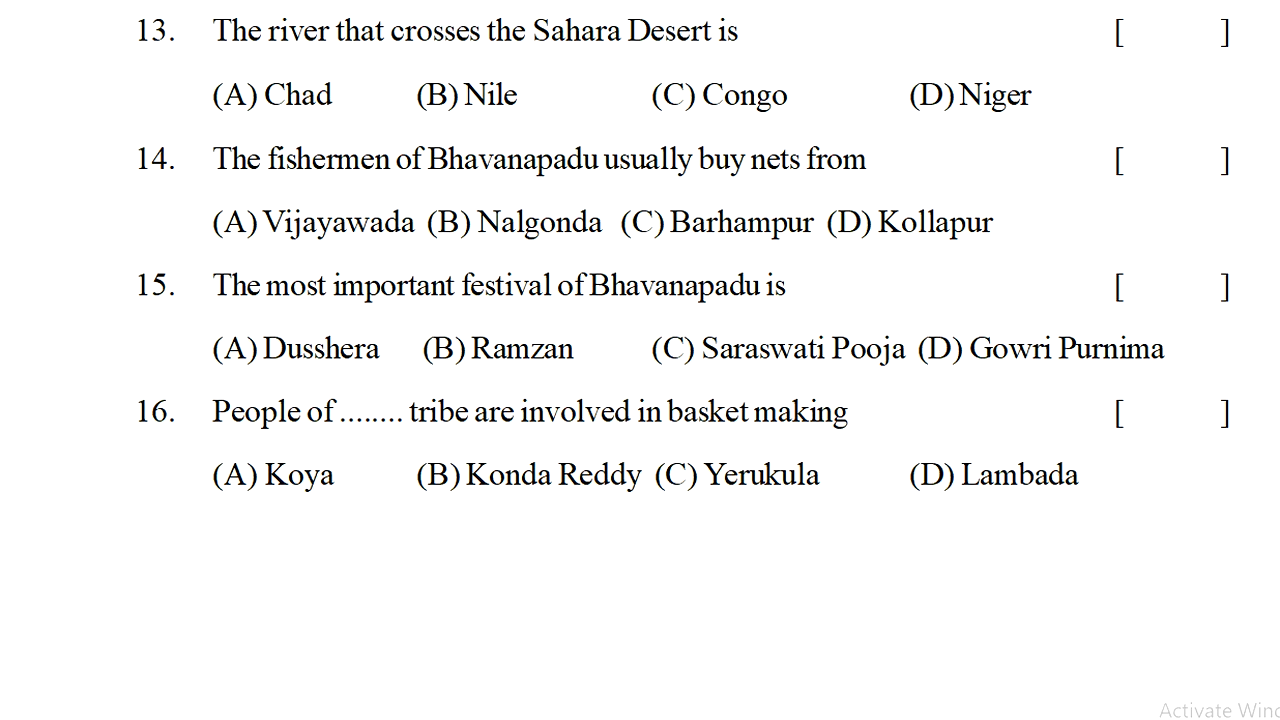 13. The river that crosses the Sahara Desert is [ ]
(A) Chad (B) Nile (C) Congo (D) Niger
14. The fishermen of Bhavanapadu usually buy nets from [ ]
(A) Vijayawada (B) Nalgonda (C) Barhampur (D) Kollapur
15. The most important festival of Bhavanapadu is [ ]
(A) Dusshera (B) Ramzan (C) Saraswati Pooja (D) Gowri Purnima
16. People of ........ tribe are involved in basket making [ ]
(A) Koya (B) Konda Reddy (C) Yerukula (D) Lambada
Activate Wind